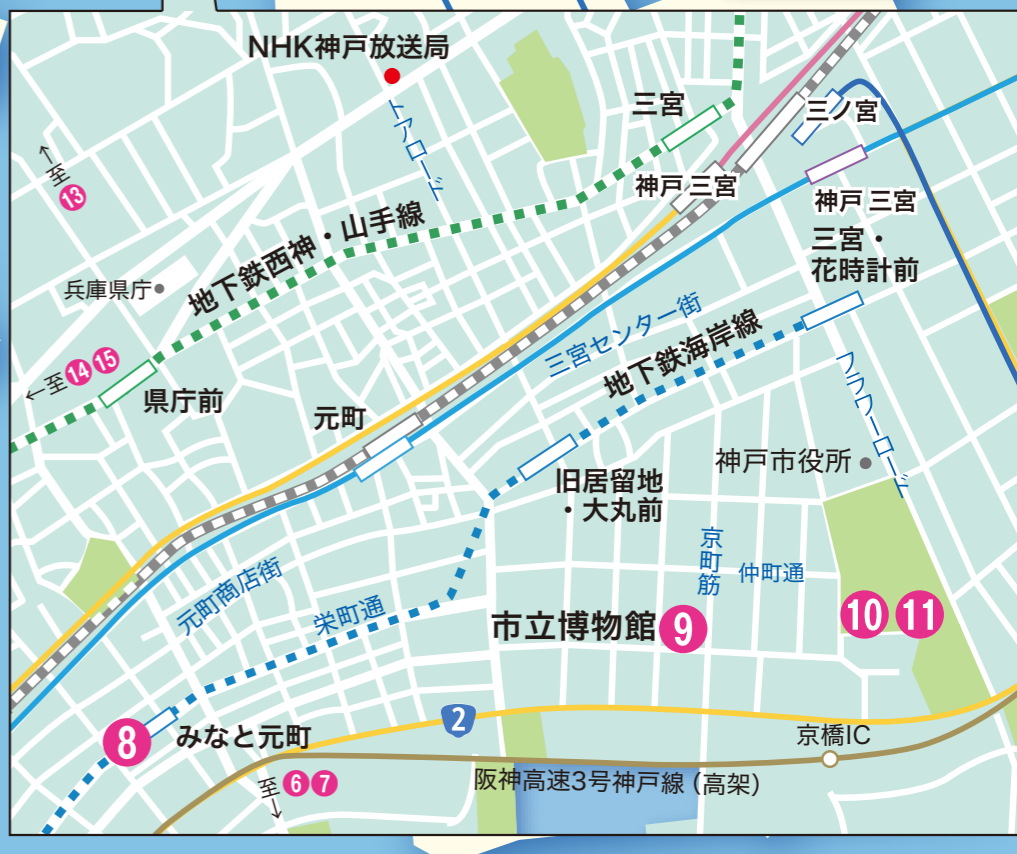 NHK神戸放送局
トアロード
三宮
三ノ宮
神戸 三宮
神戸 三宮
三宮・
花時計前
←至13
地下鉄西神・山手線
兵庫県庁
←至14 15
県庁前
元町
三宮センター街
地下鉄海岸線
フラワーロード
神戸市役所
旧居留地
・大丸前
京町筋
仲町通
元町商店街
栄町通
市立博物館 9
10 11
8
みなと元町
2
京橋IC
至 6 7
↓
阪神高速3号神戸線 (高架)